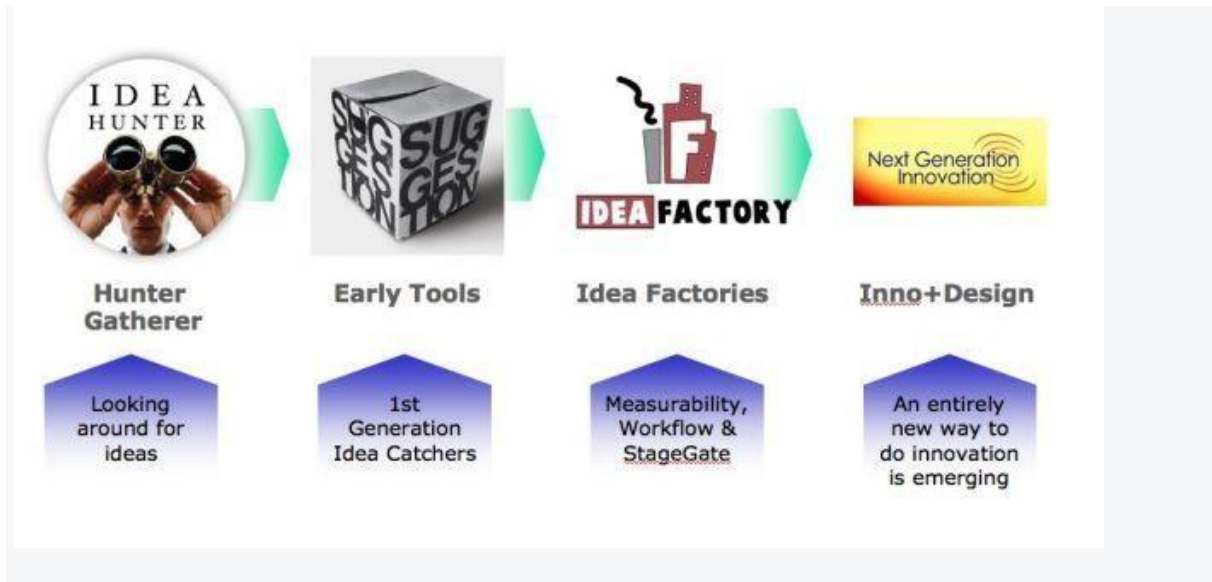 IDEA
HUNTER
SUG
GES
TION
SUG
GES
TION
F
IDEA FACTORY
Next Generation
Innovation
Hunter
Gatherer
Early Tools
Idea Factories
Inno+Design
Looking
around for
ideas
1st
Generation
Idea Catchers
Measurability,
Workflow &
StageGate
An entirely
new way to
do innovation
is emerging